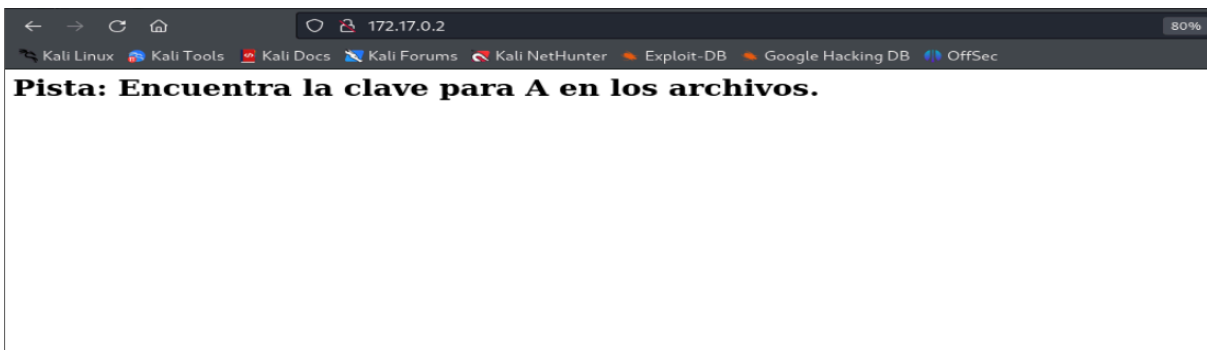 172.17.0.2
80%
Kali Linux Kali Tools Kali Docs Kali Forums Kali NetHunter Exploit-DB Google Hacking DB OffSec
Pista: Encuentra la clave para A en los archivos.